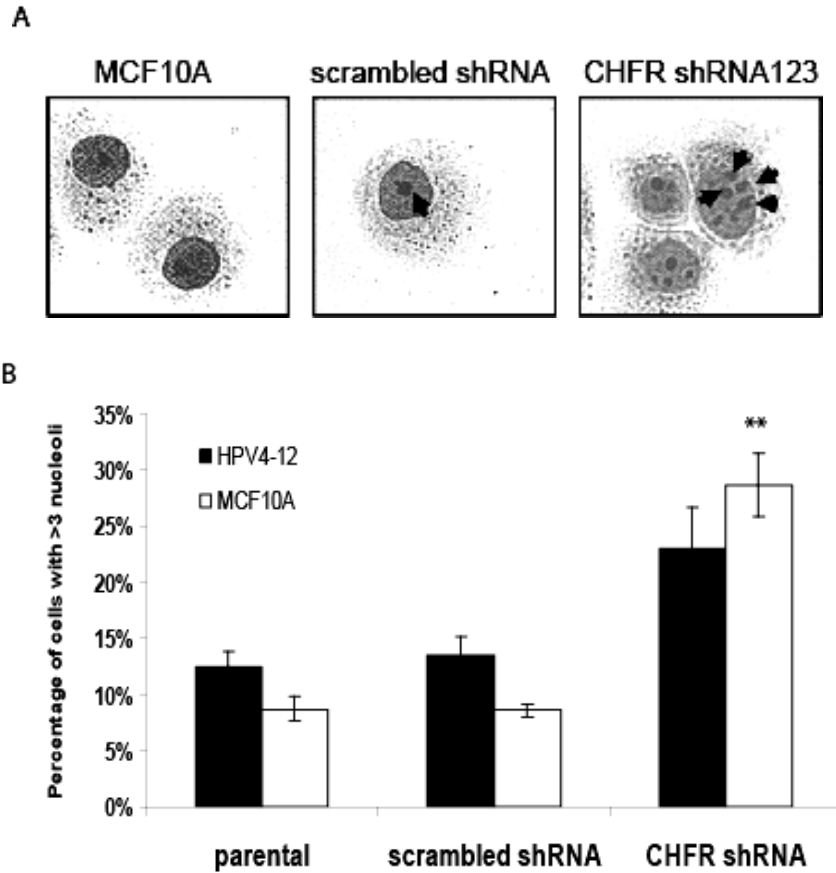 A
MCF10A
scrambled shRNA
CHFR shRNA123
B
Percentage of cells with >3 nucleoli
35%
30%
25%
20%
15%
10%
5%
0%
HPV4-12
MCF10A
**
parental
scrambled shRNA
CHFR shRNA